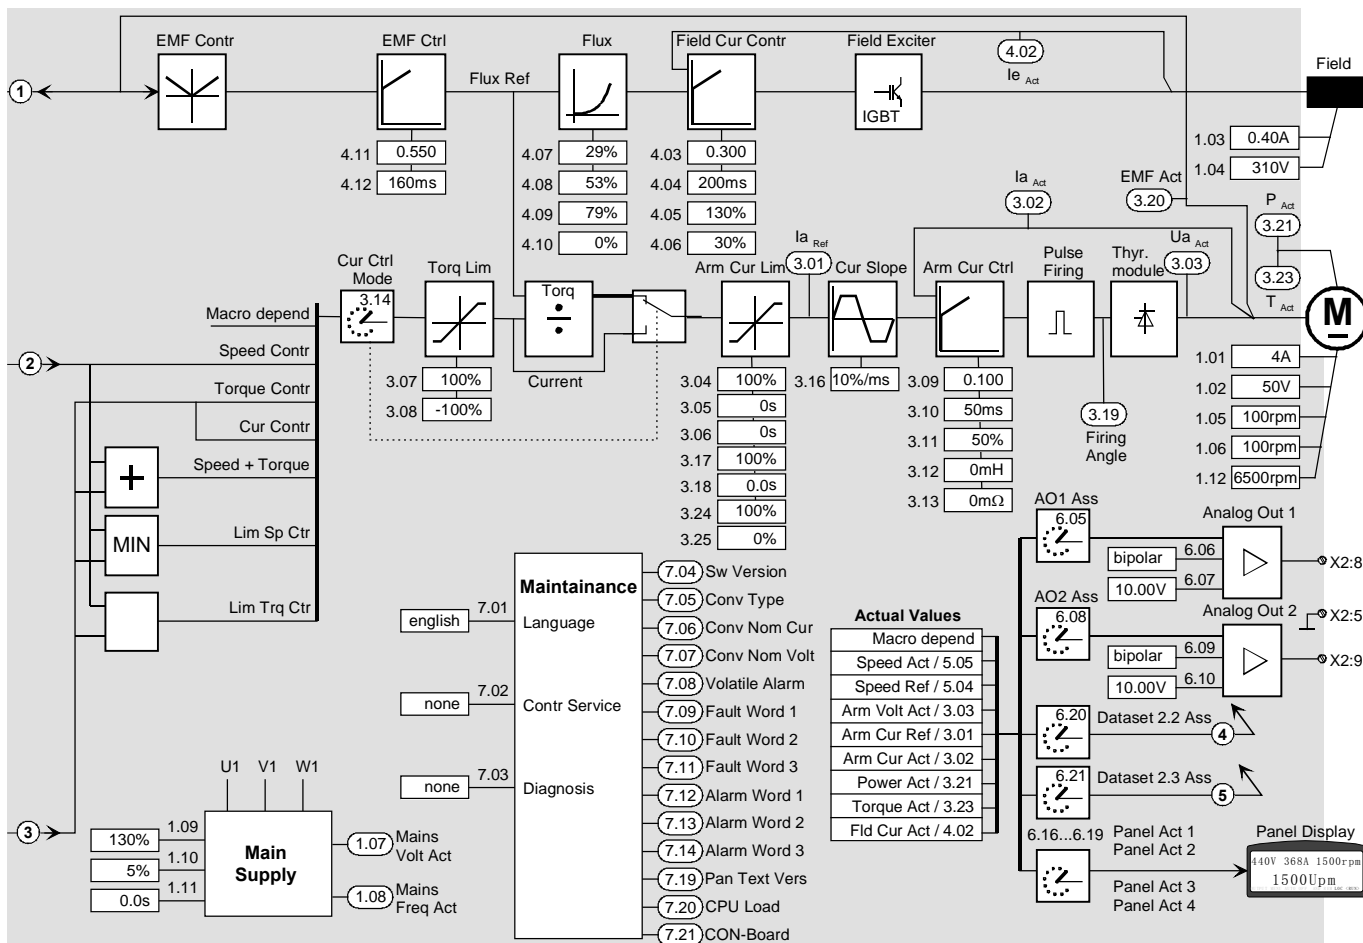 EMF Contr
EMF Ctrl
Flux
Field Cur Contr
Field Exciter
4.02
Ie Act
Field
1
Flux Ref
IGBT
4.11 0.550
4.12 160ms
4.07 29%
4.08 53%
4.09 79%
4.10 0%
4.03 0.300
4.04 200ms
4.05 130%
4.06 30%
1.03 0.40A
1.04 310V
Ia Act
3.02
EMF Act
3.20
P Act
3.21
3.23
T Act
Cur Ctrl
Mode
3.14
Torq Lim
Torq
Current
Arm Cur Lim
Ia Ref
3.01
Cur Slope
Arm Cur Ctrl
Pulse
Firing
Thyr.
module
Ua Act
3.03
M
Macro depend
2
Speed Contr
Torque Contr
Cur Contr
Speed + Torque
Lim Sp Ctr
Lim Trq Ctr
+
MIN
3.07 100%
3.08 -100%
3.04 100%
3.05 0s
3.06 0s
3.17 100%
3.18 0.0s
3.24 100%
3.25 0%
3.16 10%/ms
3.09 0.100
3.10 50ms
3.11 50%
3.12 0mH
3.13 0mΩ
3.19
Firing
Angle
1.01 4A
1.02 50V
1.05 100rpm
1.06 100rpm
1.12 6500rpm
Maintainance
english 7.01 Language
none 7.02 Contr Service
none 7.03 Diagnosis
7.04 Sw Version
7.05 Conv Type
7.06 Conv Nom Cur
7.07 Conv Nom Volt
7.08 Volatile Alarm
7.09 Fault Word 1
7.10 Fault Word 2
7.11 Fault Word 3
7.12 Alarm Word 1
7.13 Alarm Word 2
7.14 Alarm Word 3
7.19 Pan Text Vers
7.20 CPU Load
7.21 CON-Board
Actual Values
Macro depend
Speed Act / 5.05
Speed Ref / 5.04
Arm Volt Act / 3.03
Arm Cur Ref / 3.01
Arm Cur Act / 3.02
Power Act / 3.21
Torque Act / 3.23
Fld Cur Act / 4.02
AO1 Ass
6.05
Analog Out 1
bipolar 6.06
10.00V 6.07
X2:8
AO2 Ass
6.08
Analog Out 2
X2:5
bipolar 6.09
10.00V 6.10
X2:9
6.20
Dataset 2.2 Ass
4
6.21
Dataset 2.3 Ass
5
6.16...6.19
Panel Act 1
Panel Act 2
Panel Act 3
Panel Act 4
Panel Display
440V 368A 1500rpm
1500Upm
3
U1 V1 W1
Main
Supply
130% 1.09
5% 1.10
0.0s 1.11
1.07 Mains
Volt Act
1.08 Mains
Freq Act